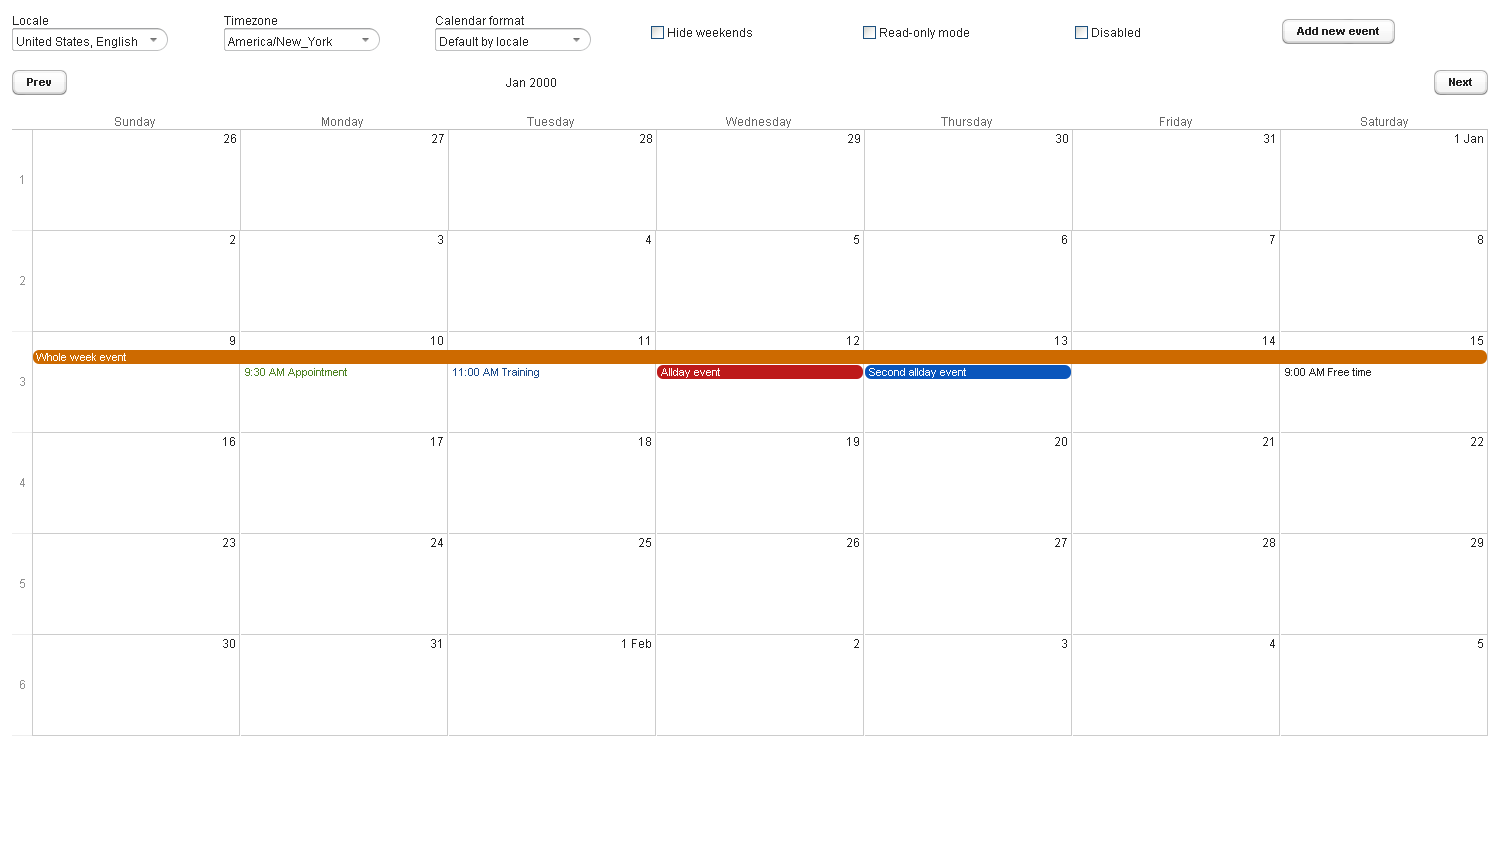 Locale
Timezone
Calendar format
United States, English
America/New_York
Default by locale
Hide weekends
Read-only mode
Disabled
Add new event
Prev
Jan 2000
Next
Sunday Monday Tuesday Wednesday Thursday Friday Saturday
26 27 28 29 30 31 1 Jan
1
2 3 4 5 6 7 8
2
9 10 11 12 13 14 15
Whole week event
3
9:30 AM Appointment
11:00 AM Training
Allday event
Second allday event
9:00 AM Free time
16 17 18 19 20 21 22
4
23 24 25 26 27 28 29
5
30 31 1 Feb 2 3 4 5
6